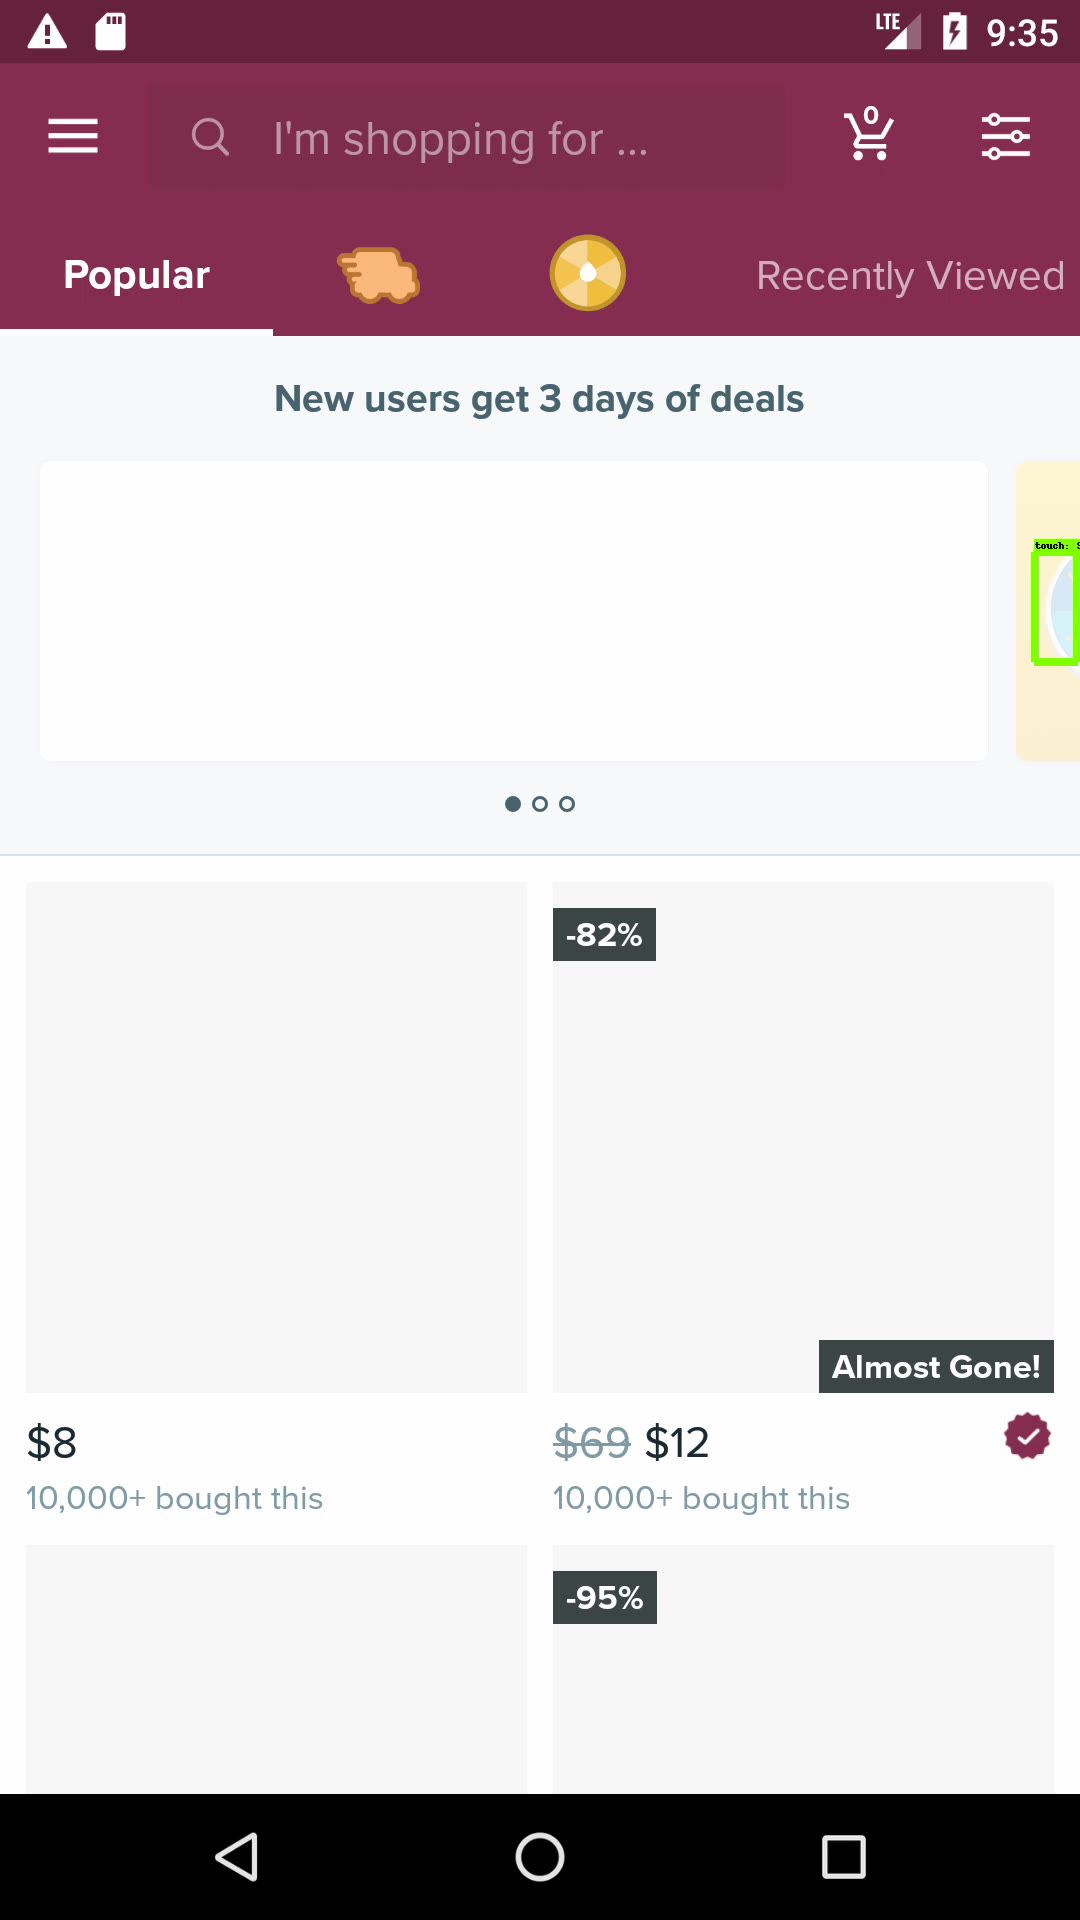 LTE 9:35
I'm shopping for ...
0
Popular
Recently Viewed
New users get 3 days of deals
touch:
-82%
Almost Gone!
$8
$69 $12
10,000+ bought this
10,000+ bought this
-95%